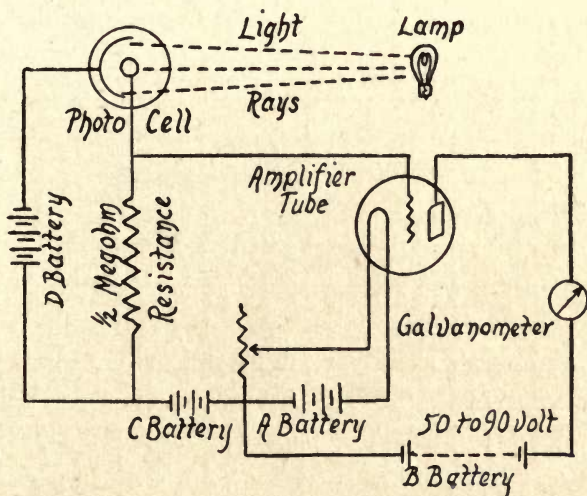 Light
Lamp
Rays
Photo Cell
Amplifier
Tube
D Battery
½ Megohm
Resistance
Galvanometer
C Battery
A Battery
50 to 90 volt
B Battery